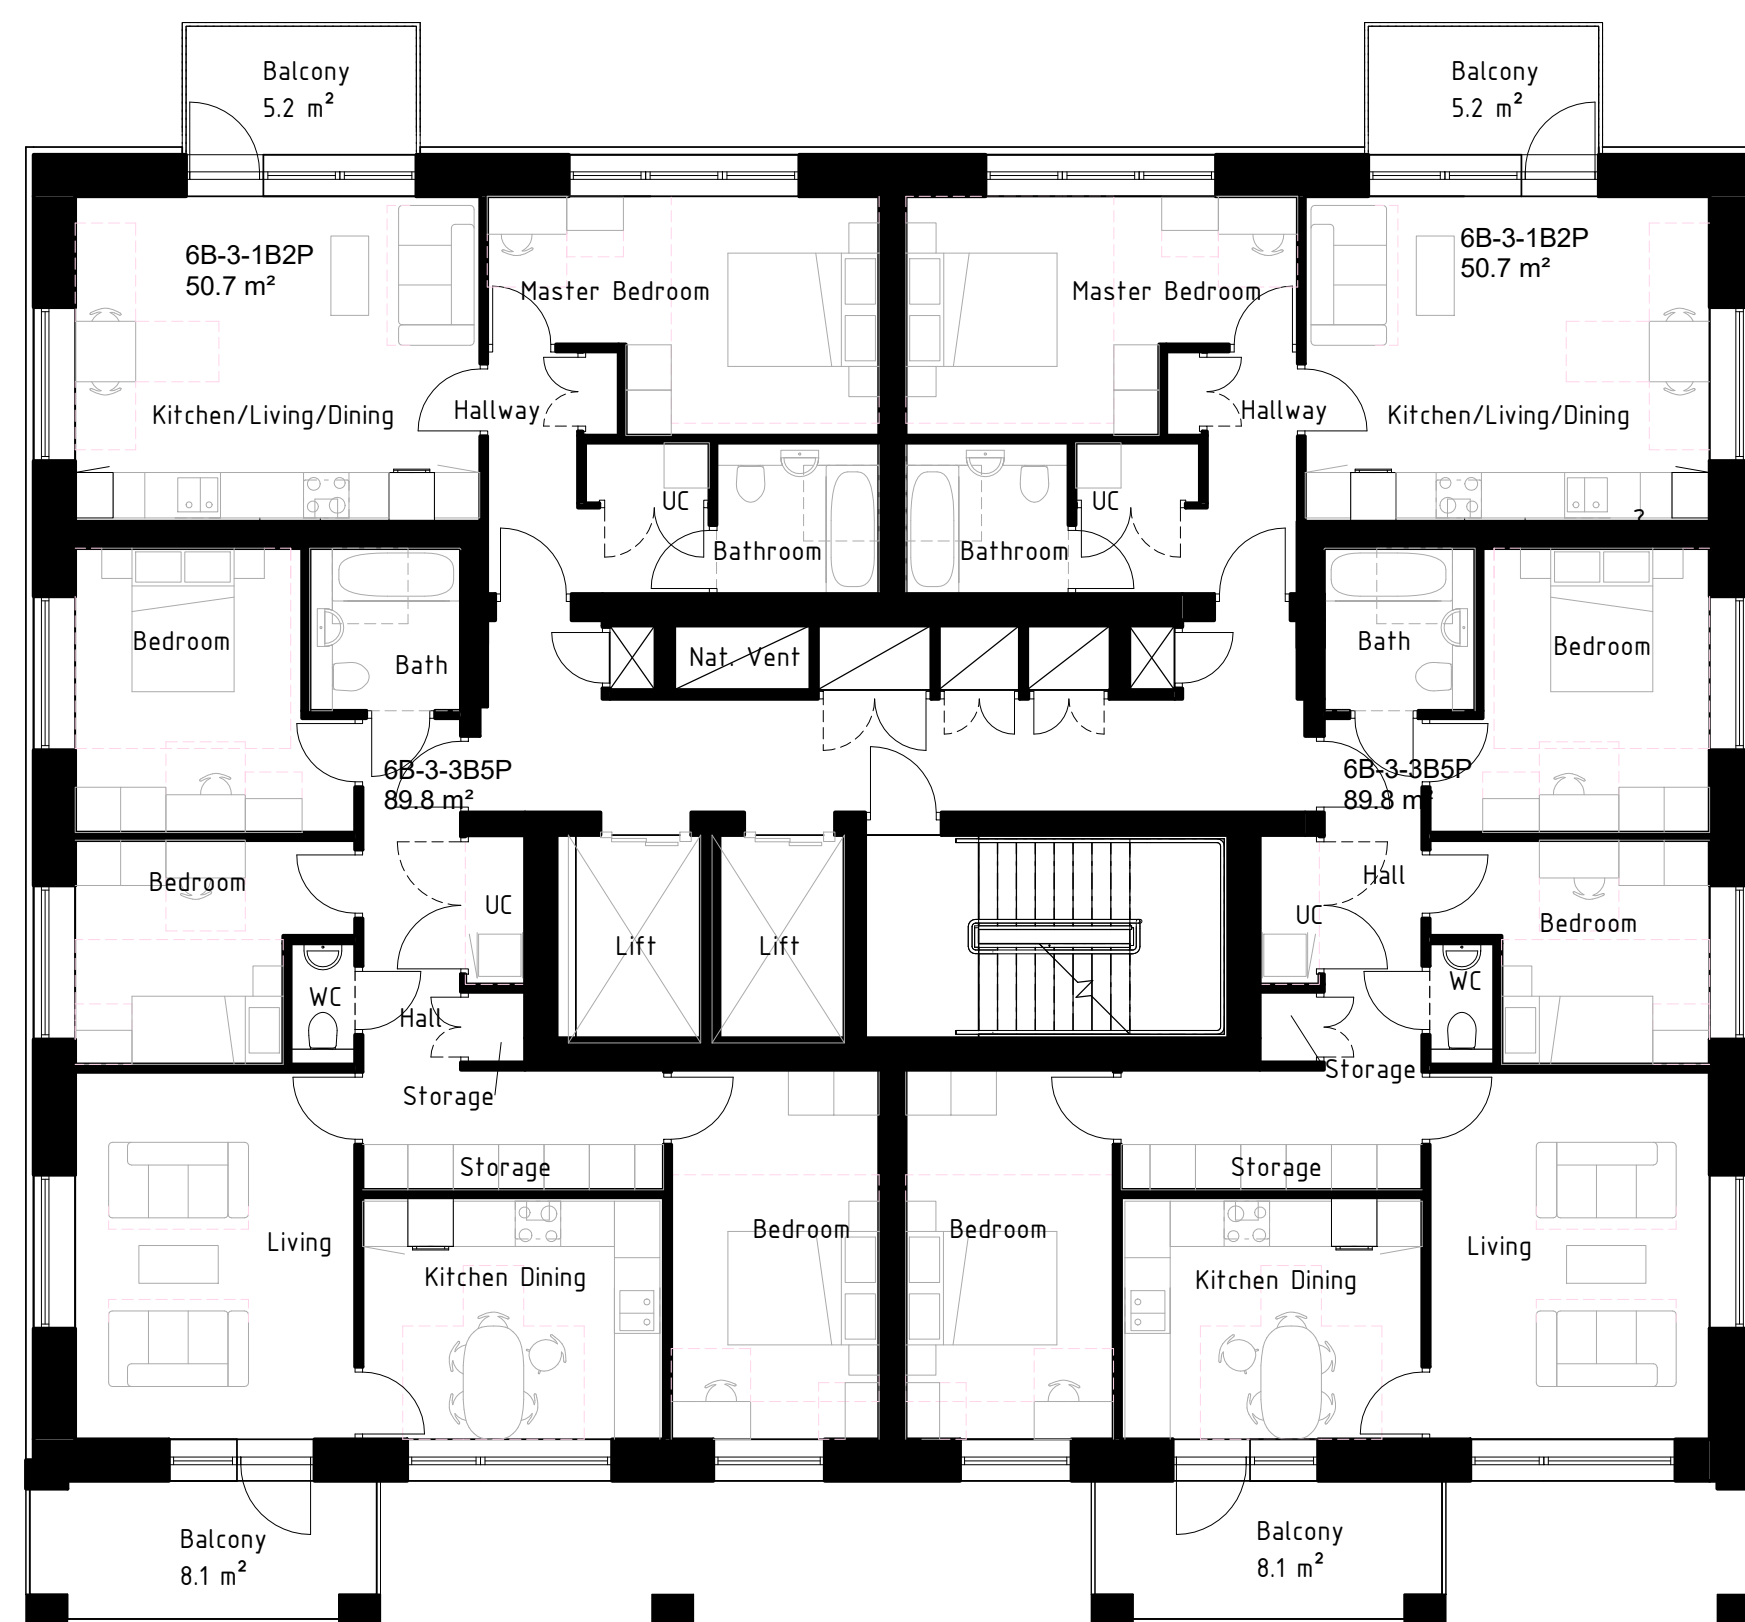 Balcony
5.2 m²
Balcony
5.2 m²
6B-3-1B2P
50.7 m²
6B-3-1B2P
50.7 m²
Master Bedroom
Master Bedroom
Kitchen/Living/Dining
Hallway
Hallway
Kitchen/Living/Dining
UC
UC
?
Bathroom
Bathroom
Bedroom
Bath
Nat. Vent
Bath
Bedroom
6B-3-3B5P
89.8 m²
6B-3-3B5P
89.8 m²
Bedroom
UC
Lift
Lift
Hall
UC
Bedroom
WC
Hall
WC
Storage
Storage
Storage
Storage
Living
Bedroom
Bedroom
Living
Kitchen Dining
Kitchen Dining
Balcony
8.1 m²
Balcony
8.1 m²